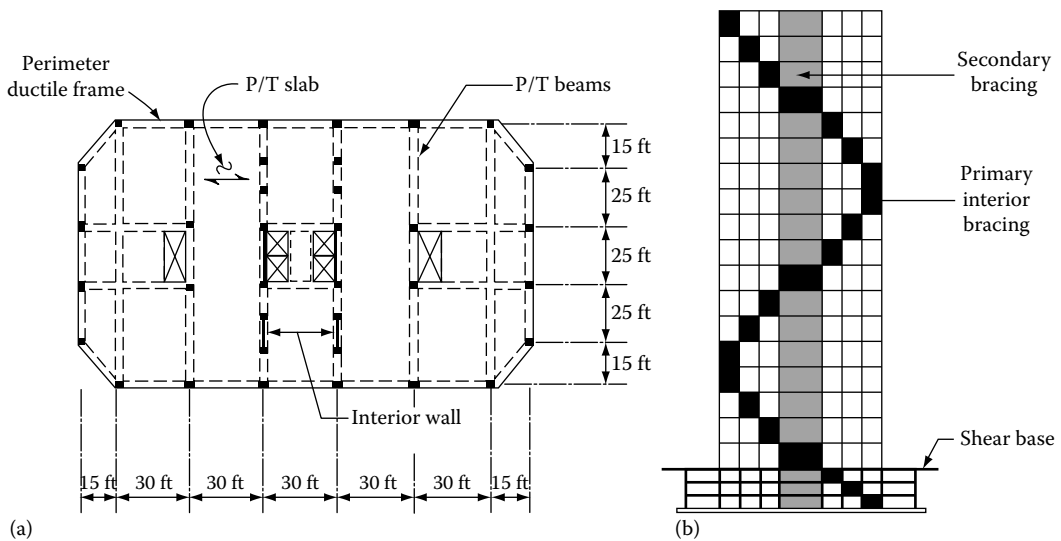 Perimeter
ductile frame
P/T slab
P/T beams
15 ft
25 ft
25 ft
25 ft
15 ft
Interior wall
15 ft 30 ft 30 ft 30 ft 30 ft 30 ft 15 ft
(a)
Secondary
bracing
Primary
interior
bracing
Shear base
(b)